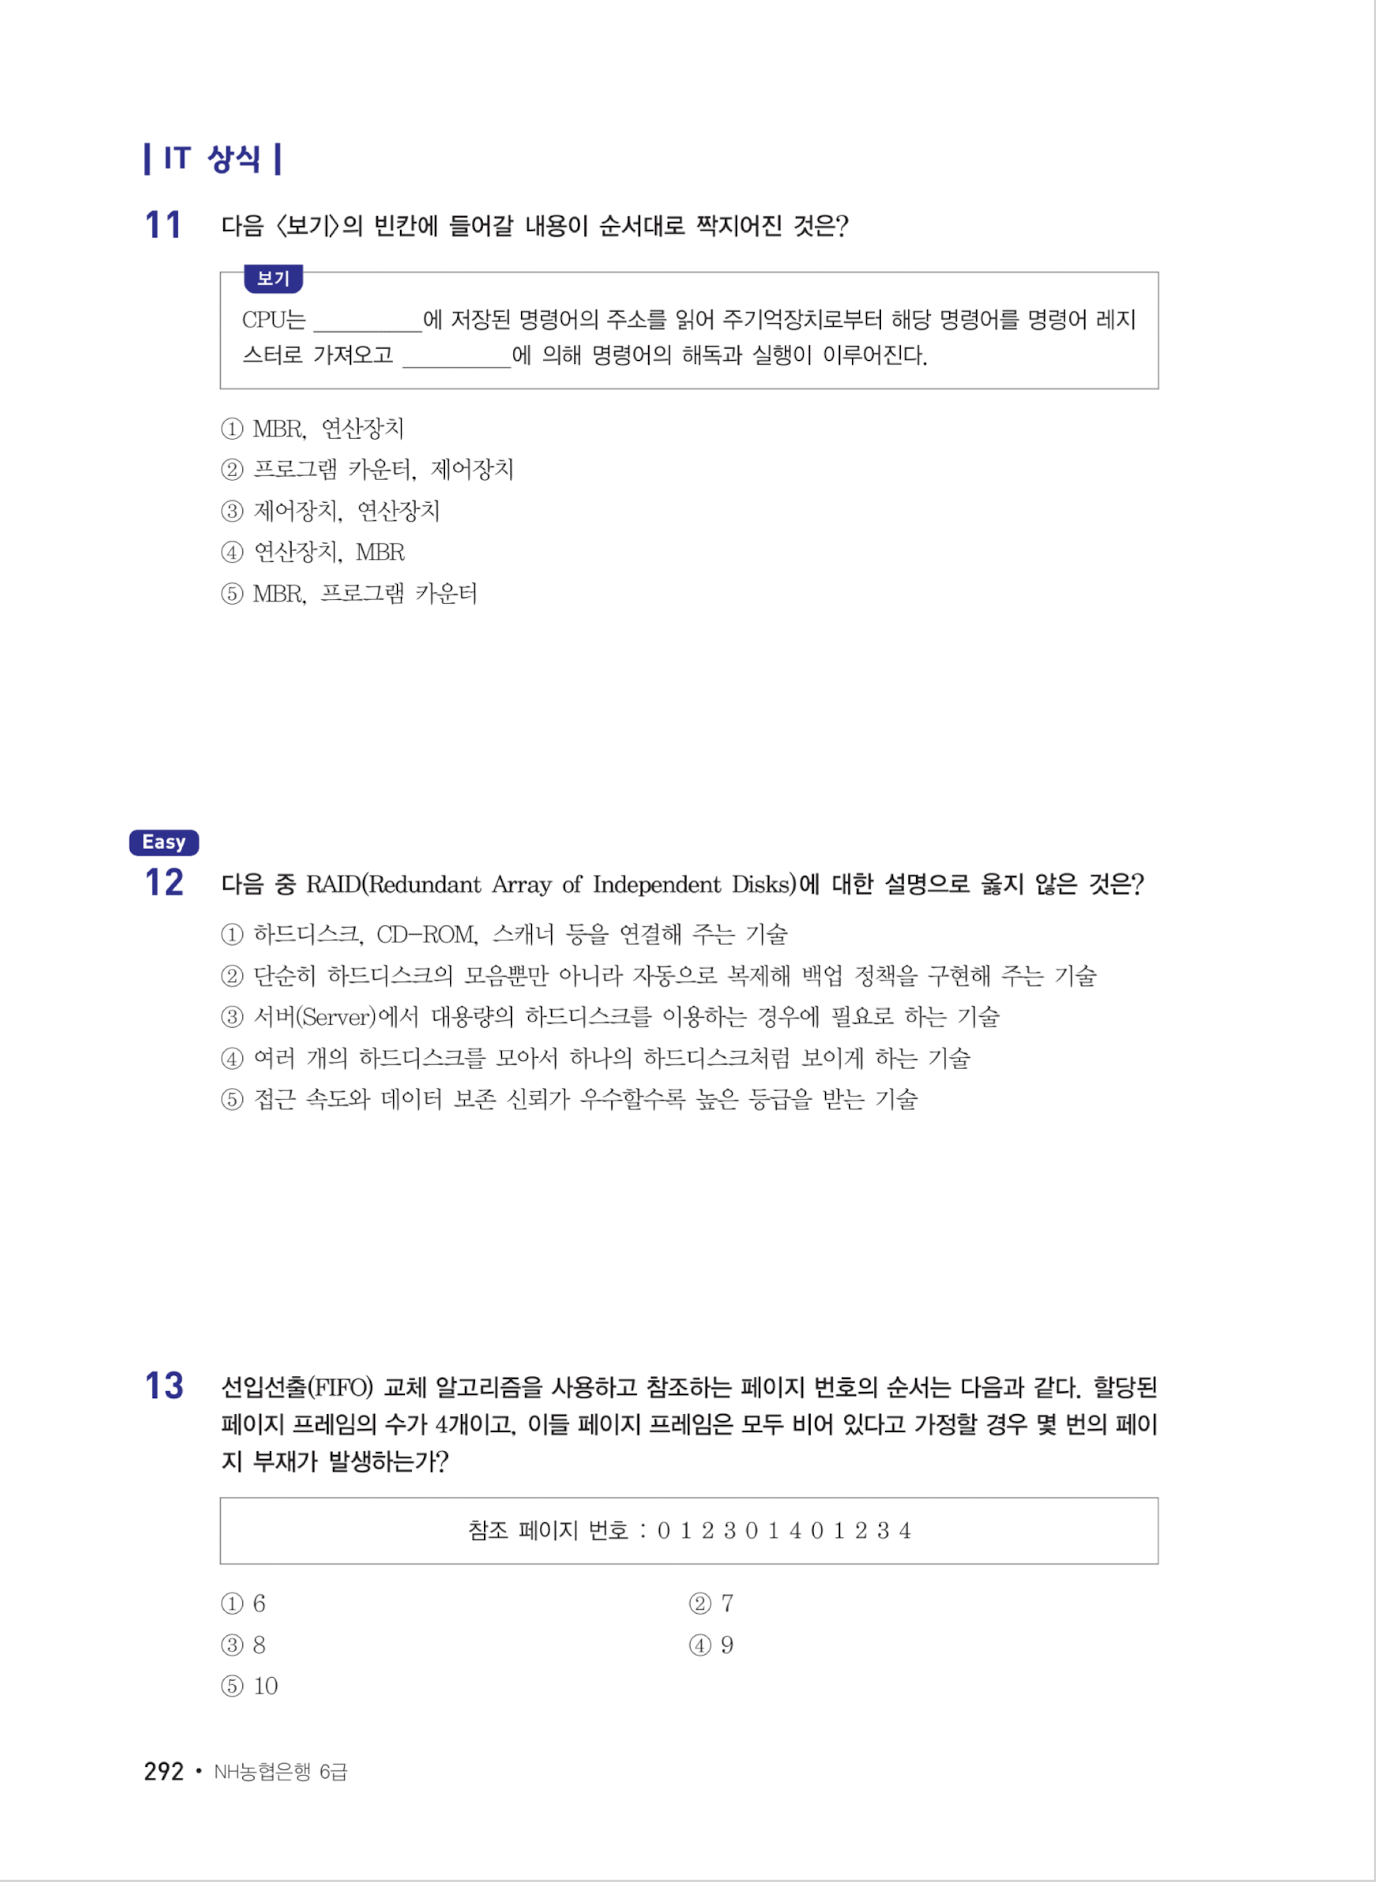 | IT 상식 |
11 다음 〈보기〉의 빈칸에 들어갈 내용이 순서대로 짝지어진 것은?
보기
CPU는 __________에 저장된 명령어의 주소를 읽어 주기억장치로부터 해당 명령어를 명령어 레지
스터로 가져오고 __________에 의해 명령어의 해독과 실행이 이루어진다.
① MBR, 연산장치
② 프로그램 카운터, 제어장치
③ 제어장치, 연산장치
④ 연산장치, MBR
⑤ MBR, 프로그램 카운터
Easy
12 다음 중 RAID(Redundant Array of Independent Disks)에 대한 설명으로 옳지 않은 것은?
① 하드디스크, CD-ROM, 스캐너 등을 연결해 주는 기술
② 단순히 하드디스크의 모음뿐만 아니라 자동으로 복제해 백업 정책을 구현해 주는 기술
③ 서버(Server)에서 대용량의 하드디스크를 이용하는 경우에 필요로 하는 기술
④ 여러 개의 하드디스크를 모아서 하나의 하드디스크처럼 보이게 하는 기술
⑤ 접근 속도와 데이터 보존 신뢰가 우수할수록 높은 등급을 받는 기술
13 선입선출(FIFO) 교체 알고리즘을 사용하고 참조하는 페이지 번호의 순서는 다음과 같다. 할당된
페이지 프레임의 수가 4개이고, 이들 페이지 프레임은 모두 비어 있다고 가정할 경우 몇 번의 페이
지 부재가 발생하는가?
참조 페이지 번호 : 0 1 2 3 0 1 4 0 1 2 3 4
① 6 ② 7
③ 8 ④ 9
⑤ 10
292 • NH농협은행 6급